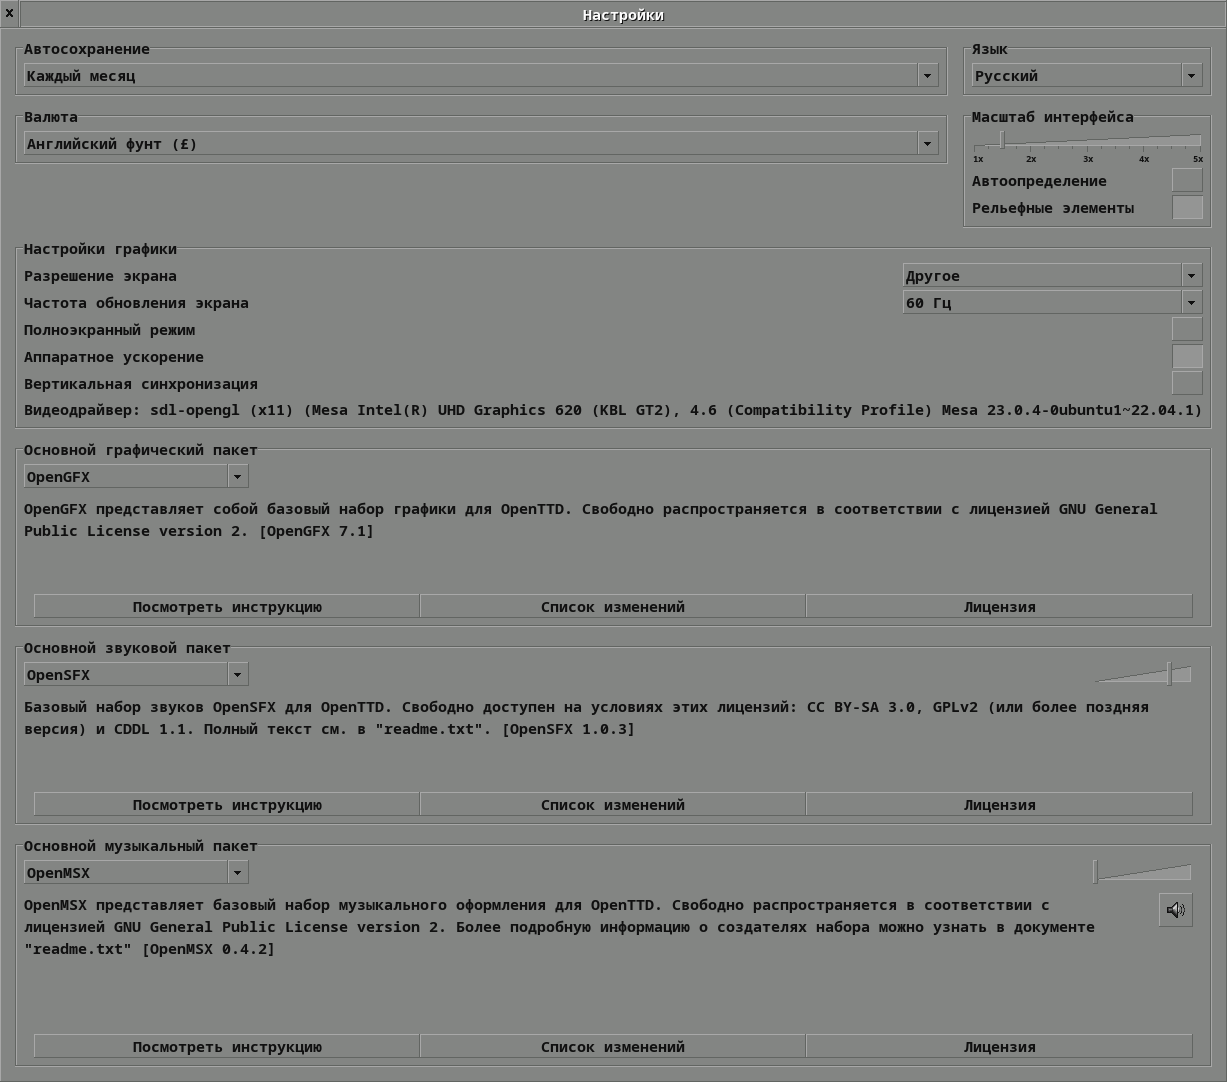 x
Настройки
Автосохранение
Каждый месяц
Язык
Русский
Валюта
Английский фунт (£)
Масштаб интерфейса
1x 2x 3x 4x 5x
Автоопределение
Рельефные элементы
Настройки графики
Разрешение экрана
Другое
Частота обновления экрана
60 Гц
Полноэкранный режим
Аппаратное ускорение
Вертикальная синхронизация
Видеодрайвер: sdl-opengl (x11) (Mesa Intel(R) UHD Graphics 620 (KBL GT2), 4.6 (Compatibility Profile) Mesa 23.0.4-0ubuntu1~22.04.1)
Основной графический пакет
OpenGFX
OpenGFX представляет собой базовый набор графики для OpenTTD. Свободно распространяется в соответствии с лицензией GNU General
Public License version 2. [OpenGFX 7.1]
Посмотреть инструкцию
Список изменений
Лицензия
Основной звуковой пакет
OpenSFX
Базовый набор звуков OpenSFX для OpenTTD. Свободно доступен на условиях этих лицензий: CC BY-SA 3.0, GPLv2 (или более поздняя
версия) и CDDL 1.1. Полный текст см. в "readme.txt". [OpenSFX 1.0.3]
Посмотреть инструкцию
Список изменений
Лицензия
Основной музыкальный пакет
OpenMSX
OpenMSX представляет базовый набор музыкального оформления для OpenTTD. Свободно распространяется в соответствии с
лицензией GNU General Public License version 2. Более подробную информацию о создателях набора можно узнать в документе
"readme.txt" [OpenMSX 0.4.2]
Посмотреть инструкцию
Список изменений
Лицензия